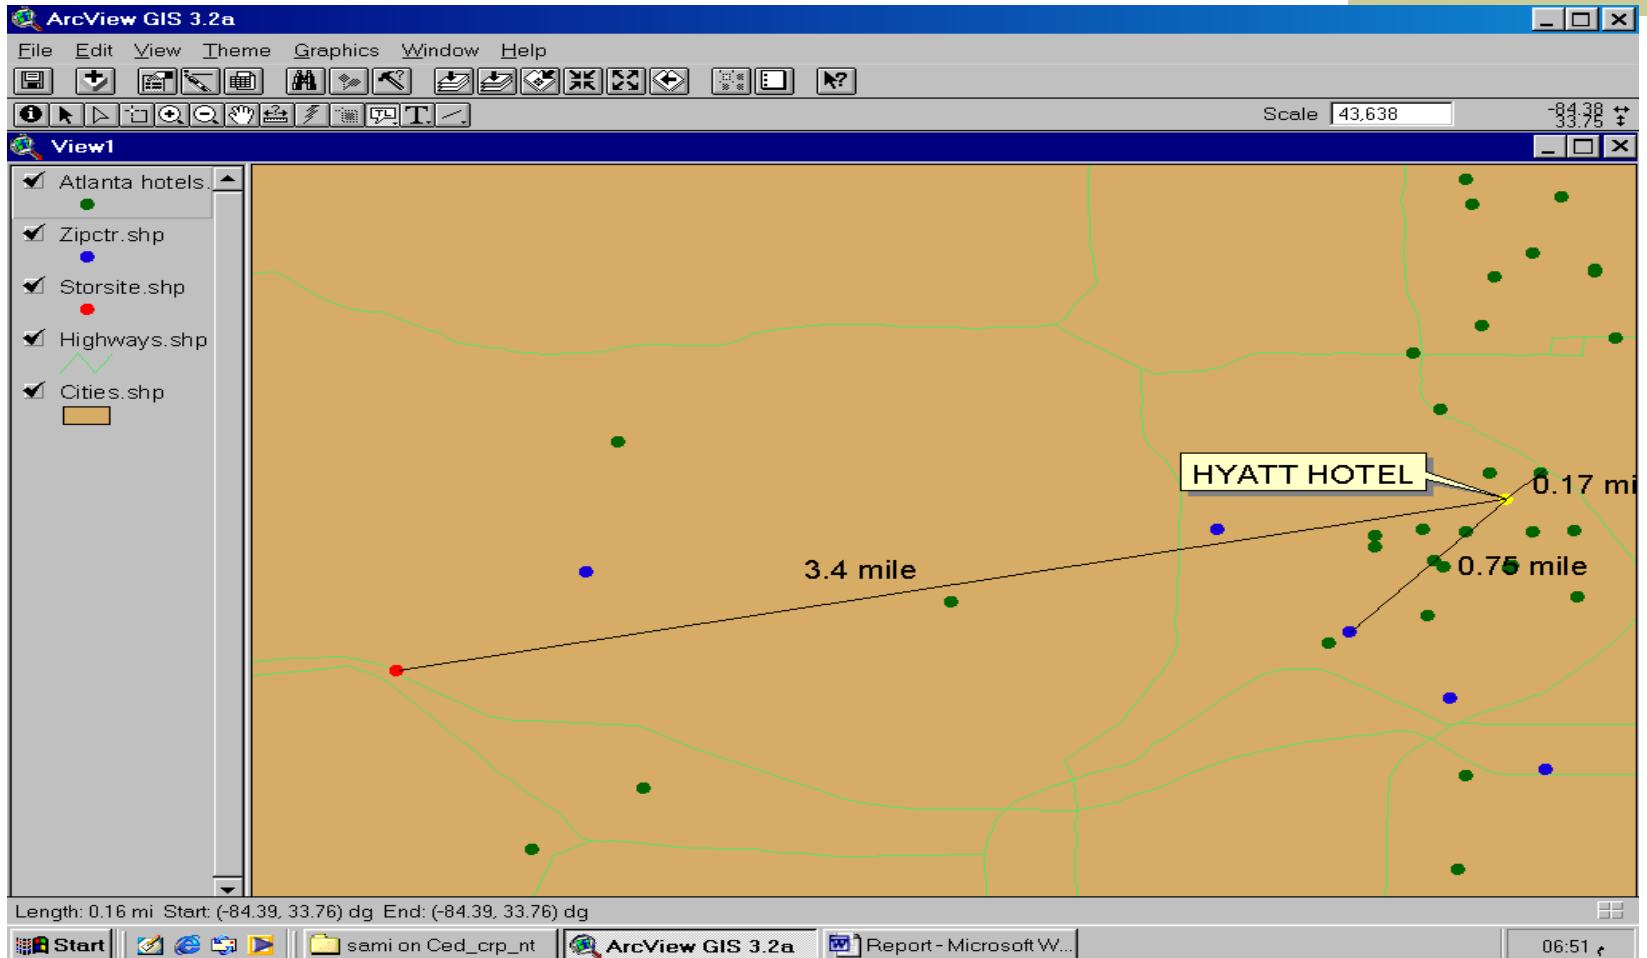 ArcView GIS 3.2a
File Edit View Theme Graphics Window Help
Scale 43,638
-84.38
33.75
View1
Atlanta hotels.
Zipctr.shp
Storsite.shp
Highways.shp
Cities.shp
HYATT HOTEL
0.17 mi
3.4 mile
0.75 mile
Length: 0.16 mi Start: (-84.39, 33.76) dg End: (-84.39, 33.76) dg
Start
sami on Ced_crp_nt
ArcView GIS 3.2a
Report - Microsoft W...
06:51 م